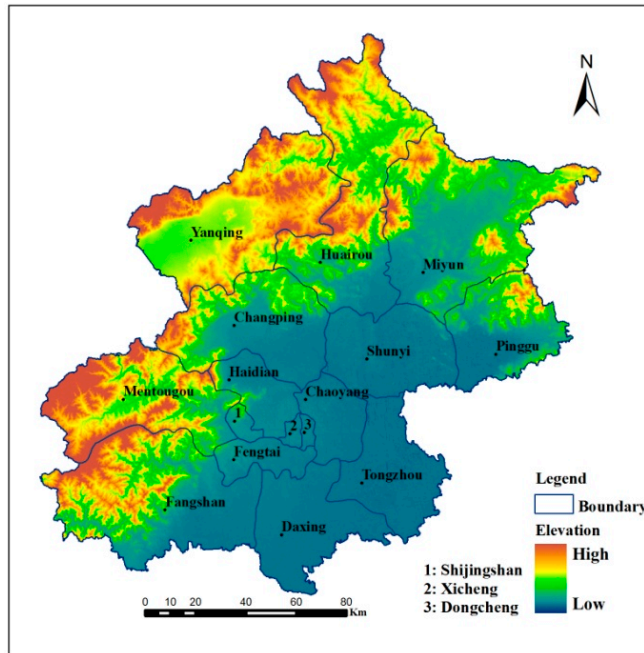 N
Yanqing
Huairou
Miyun
Changping
Shunyi
Pinggu
Haidian
Mentougou
Chaoyang
1
2
3
Fengtai
Tongzhou
Fangshan
Daxing
Legend
Boundary
Elevation
High
Low
1: Shijingshan
2: Xicheng
3: Dongcheng
0 10 20 40 60 80
Km